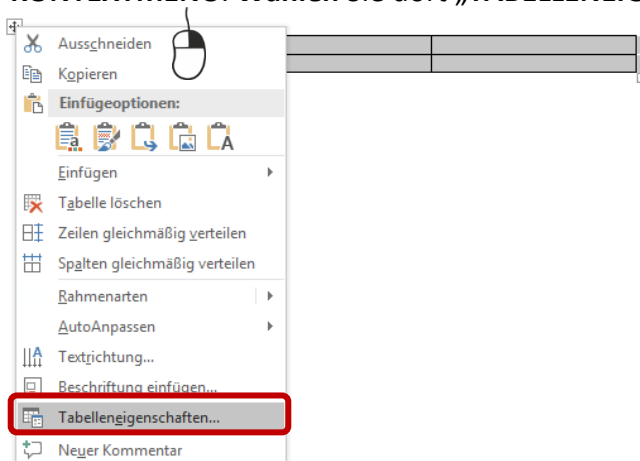 Ausschneiden
Kopieren
Einfügeoptionen:
Einfügen
Tabelle löschen
Zeilen gleichmäßig verteilen
Spalten gleichmäßig verteilen
Rahmenarten
AutoAnpassen
Textrichtung...
Beschriftung einfügen...
Tabelleneigenschaften...
Neuer Kommentar